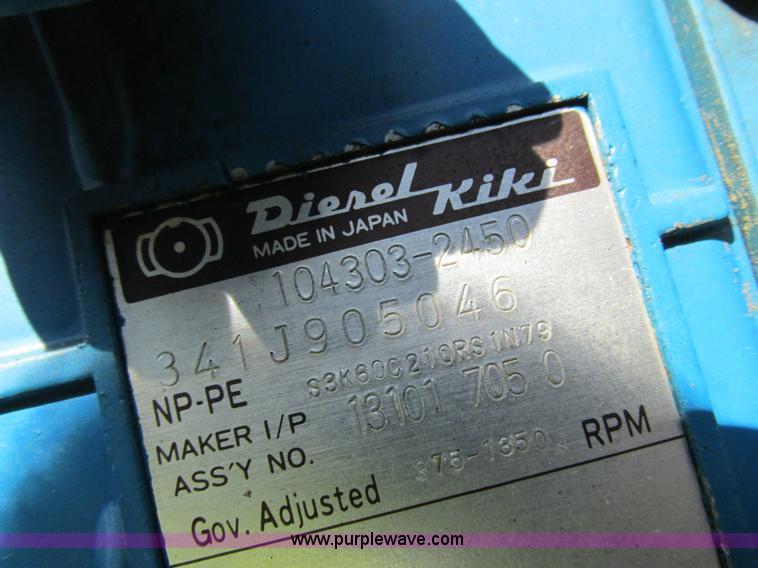 Diesel Kiki
MADE IN JAPAN
104303-2450
341J905046
NP-PE S3K60C210RS1N79
MAKER I/P 13101 705 0
ASS'Y NO.
Gov. Adjusted 375-1350 RPM
www.purplewave.com